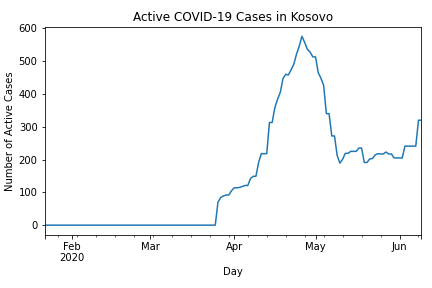 Active COVID-19 Cases in Kosovo
600
500
400
300
200
100
0
Number of Active Cases
Feb Mar Apr May Jun
2020
Day